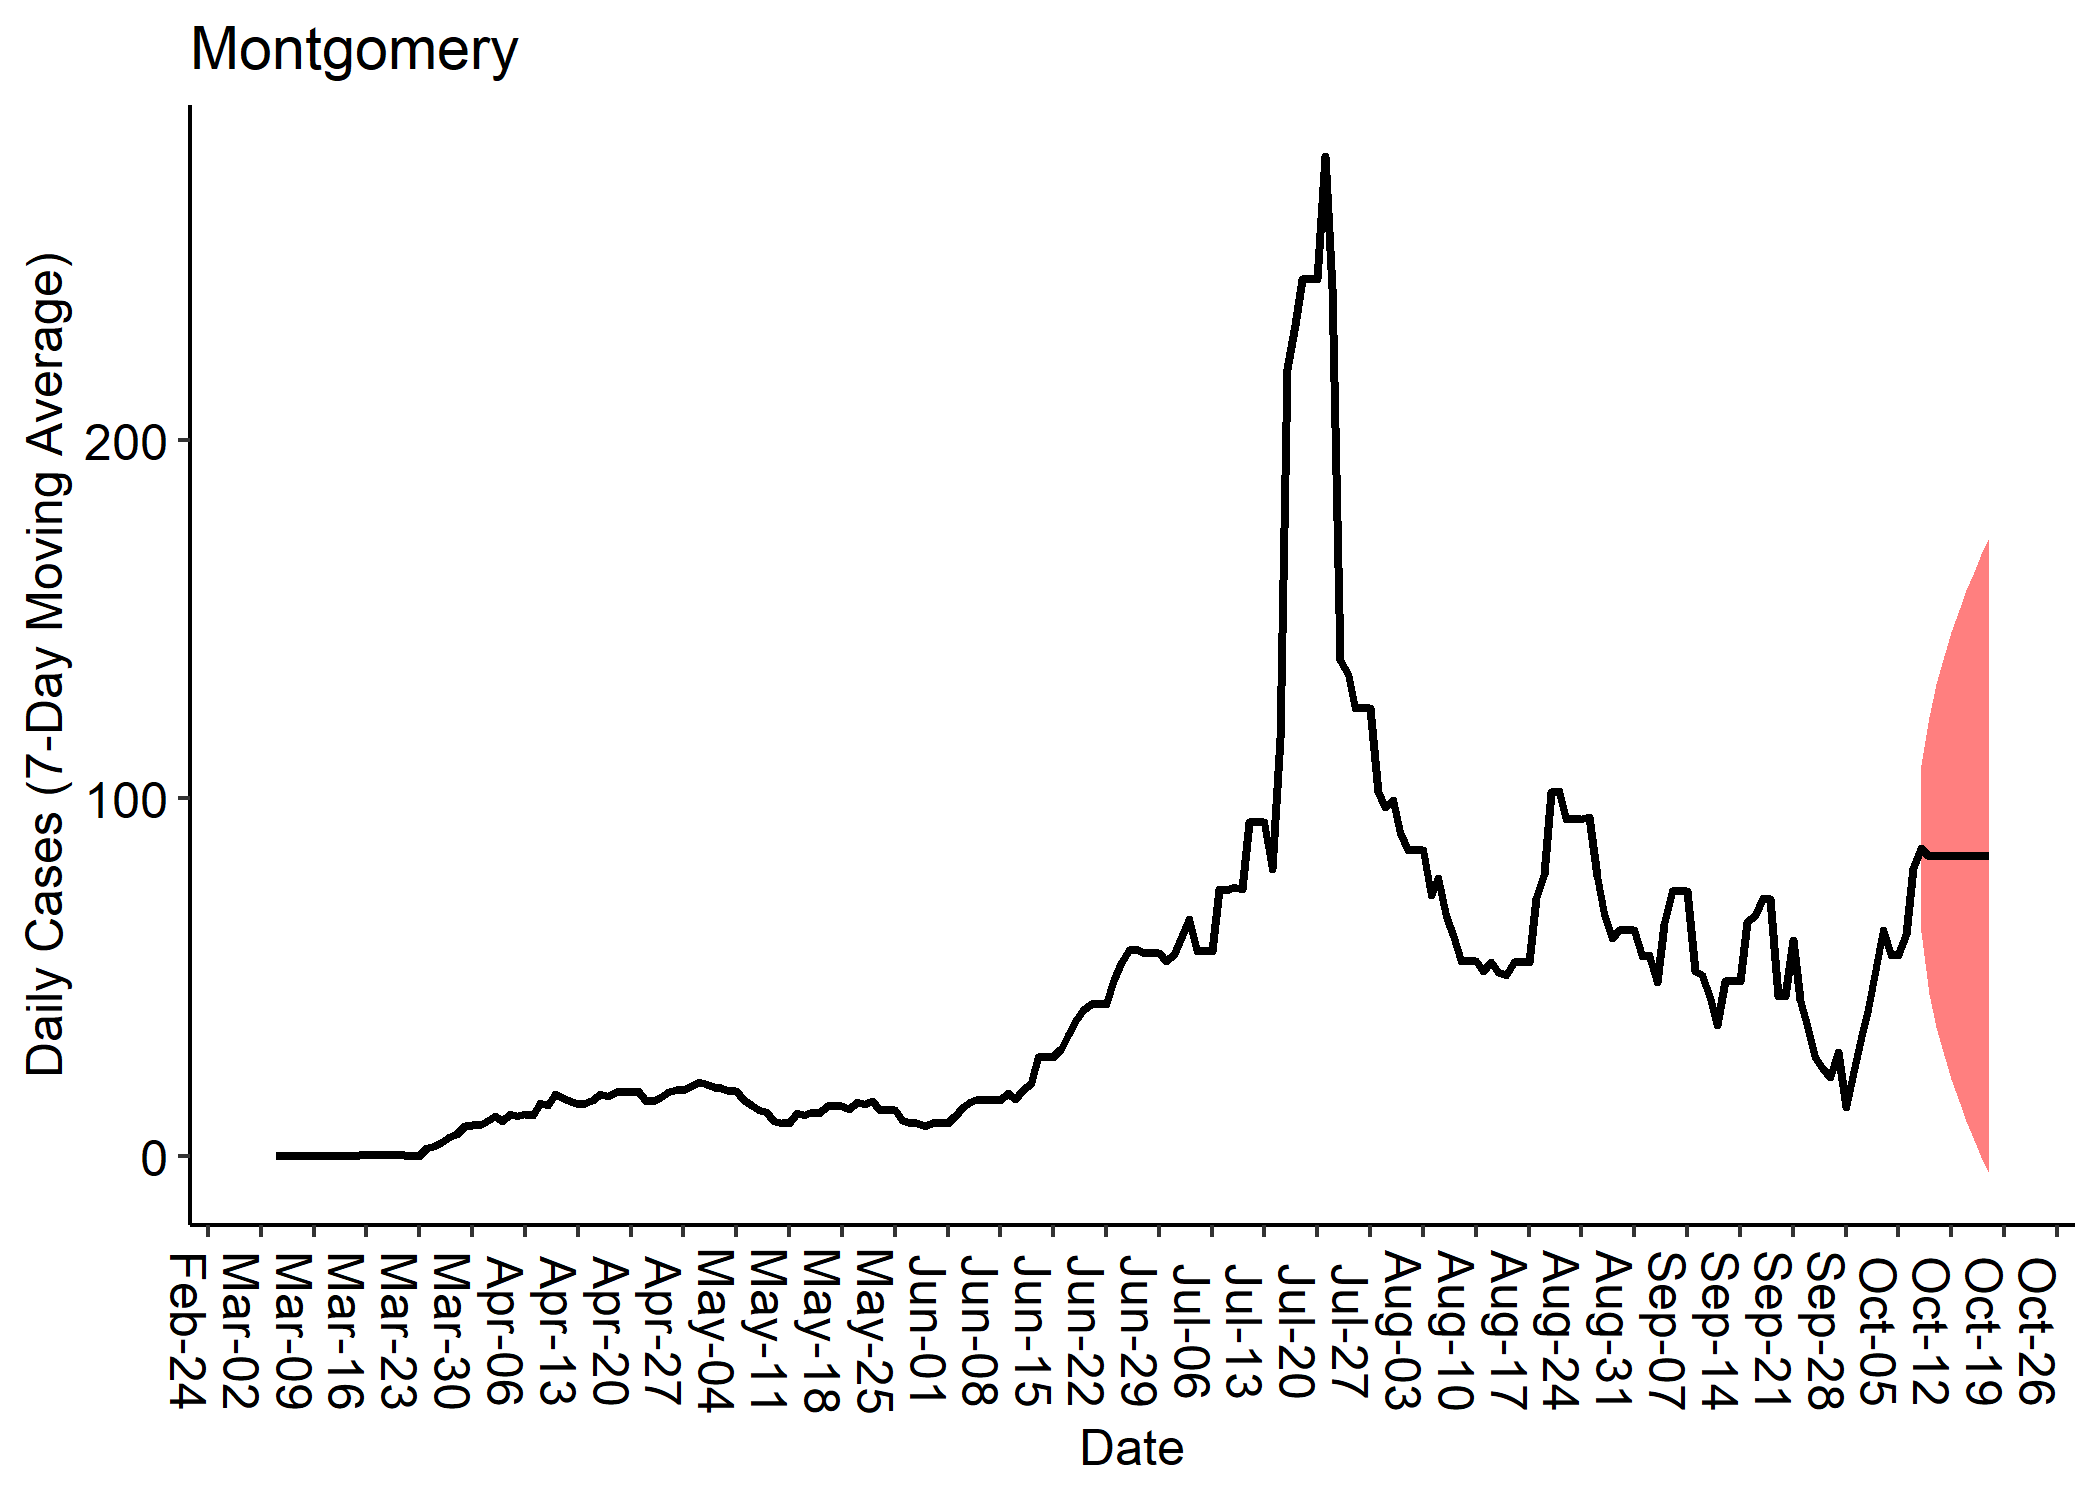 Montgomery
Daily Cases (7-Day Moving Average)
200
100
0
Feb-24
Mar-02
Mar-09
Mar-16
Mar-23
Mar-30
Apr-06
Apr-13
Apr-20
Apr-27
May-04
May-11
May-18
May-25
Jun-01
Jun-08
Jun-15
Jun-22
Jun-29
Jul-06
Jul-13
Jul-20
Jul-27
Aug-03
Aug-10
Aug-17
Aug-24
Aug-31
Sep-07
Sep-14
Sep-21
Sep-28
Oct-05
Oct-12
Oct-19
Oct-26
Date